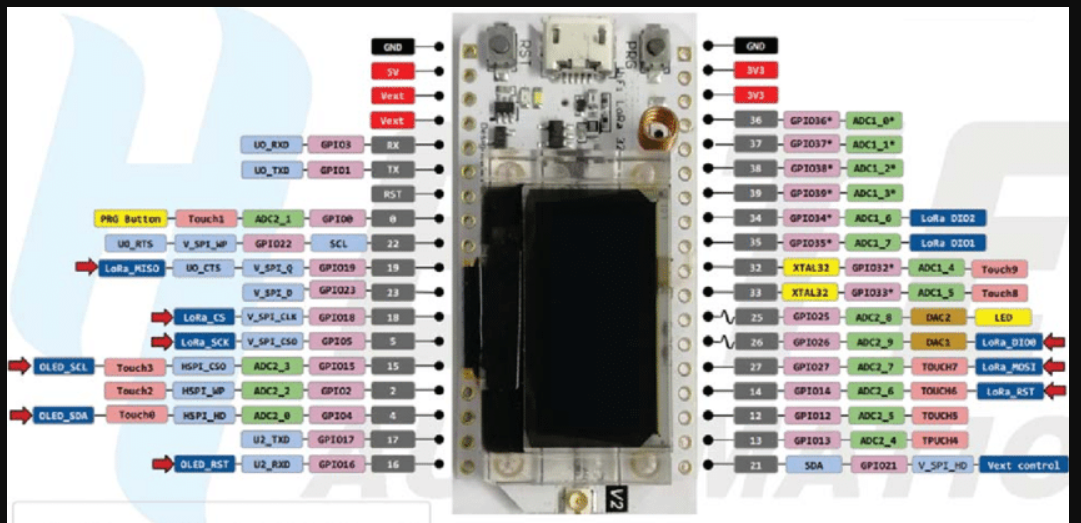 GND
5V
Vext
Vext
U0_RXD GPIO3 RX
U0_TXD GPIO1 TX
RST
PRG Button Touch1 ADC2_1 GPIO0 0
U0_RTS V_SPI_WP GPIO22 SCL 22
LoRa_MISO U0_CTS V_SPI_Q GPIO19 19
V_SPI_D GPIO23 23
LoRa_CS V_SPI_CLK GPIO18 18
LoRa_SCK V_SPI_CS0 GPIO5 5
OLED_SCL Touch3 HSPI_CS0 ADC2_3 GPIO15 15
Touch2 HSPI_WP ADC2_2 GPIO2 2
OLED_SDA Touch0 HSPI_HD ADC2_0 GPIO4 4
U2_TXD GPIO17 17
OLED_RST U2_RXD GPIO16 16
RST
PRG
WiFi LoRa 32
V2
GND
3V3
3V3
36 GPIO36* ADC1_0*
37 GPIO37* ADC1_1*
38 GPIO38* ADC1_2*
39 GPIO39* ADC1_3*
34 GPIO34* ADC1_6 LoRa DIO2
35 GPIO35* ADC1_7 LoRa DIO1
32 XTAL32 GPIO32* ADC1_4 Touch9
33 XTAL32 GPIO33* ADC1_5 Touch8
25 GPIO25 ADC2_8 DAC2 LED
26 GPIO26 ADC2_9 DAC1 LoRa_DIO0
27 GPIO27 ADC2_7 TOUCH7 LoRa_MOSI
14 GPIO14 ADC2_6 TOUCH6 LoRa_RST
12 GPIO12 ADC2_5 TOUCH5
13 GPIO13 ADC2_4 TPUCH4
21 SDA GPIO21 V_SPI_HD Vext control